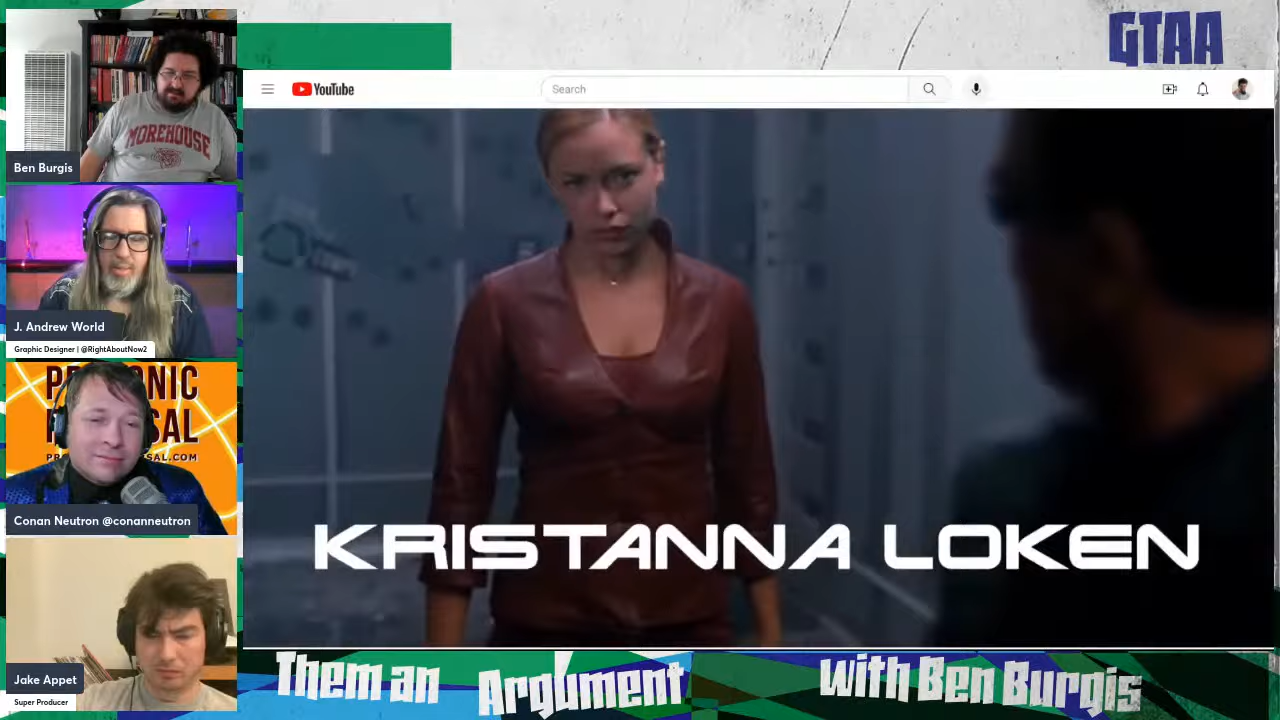 GTAA
YouTube
Search
MOREHOUSE
Ben Burgis
J. Andrew World
Graphic Designer | @RightAboutNow2
Conan Neutron @conanneutron
Jake Appet
Super Producer
KRISTANNA LOKEN
Them an Argument with Ben Burgis